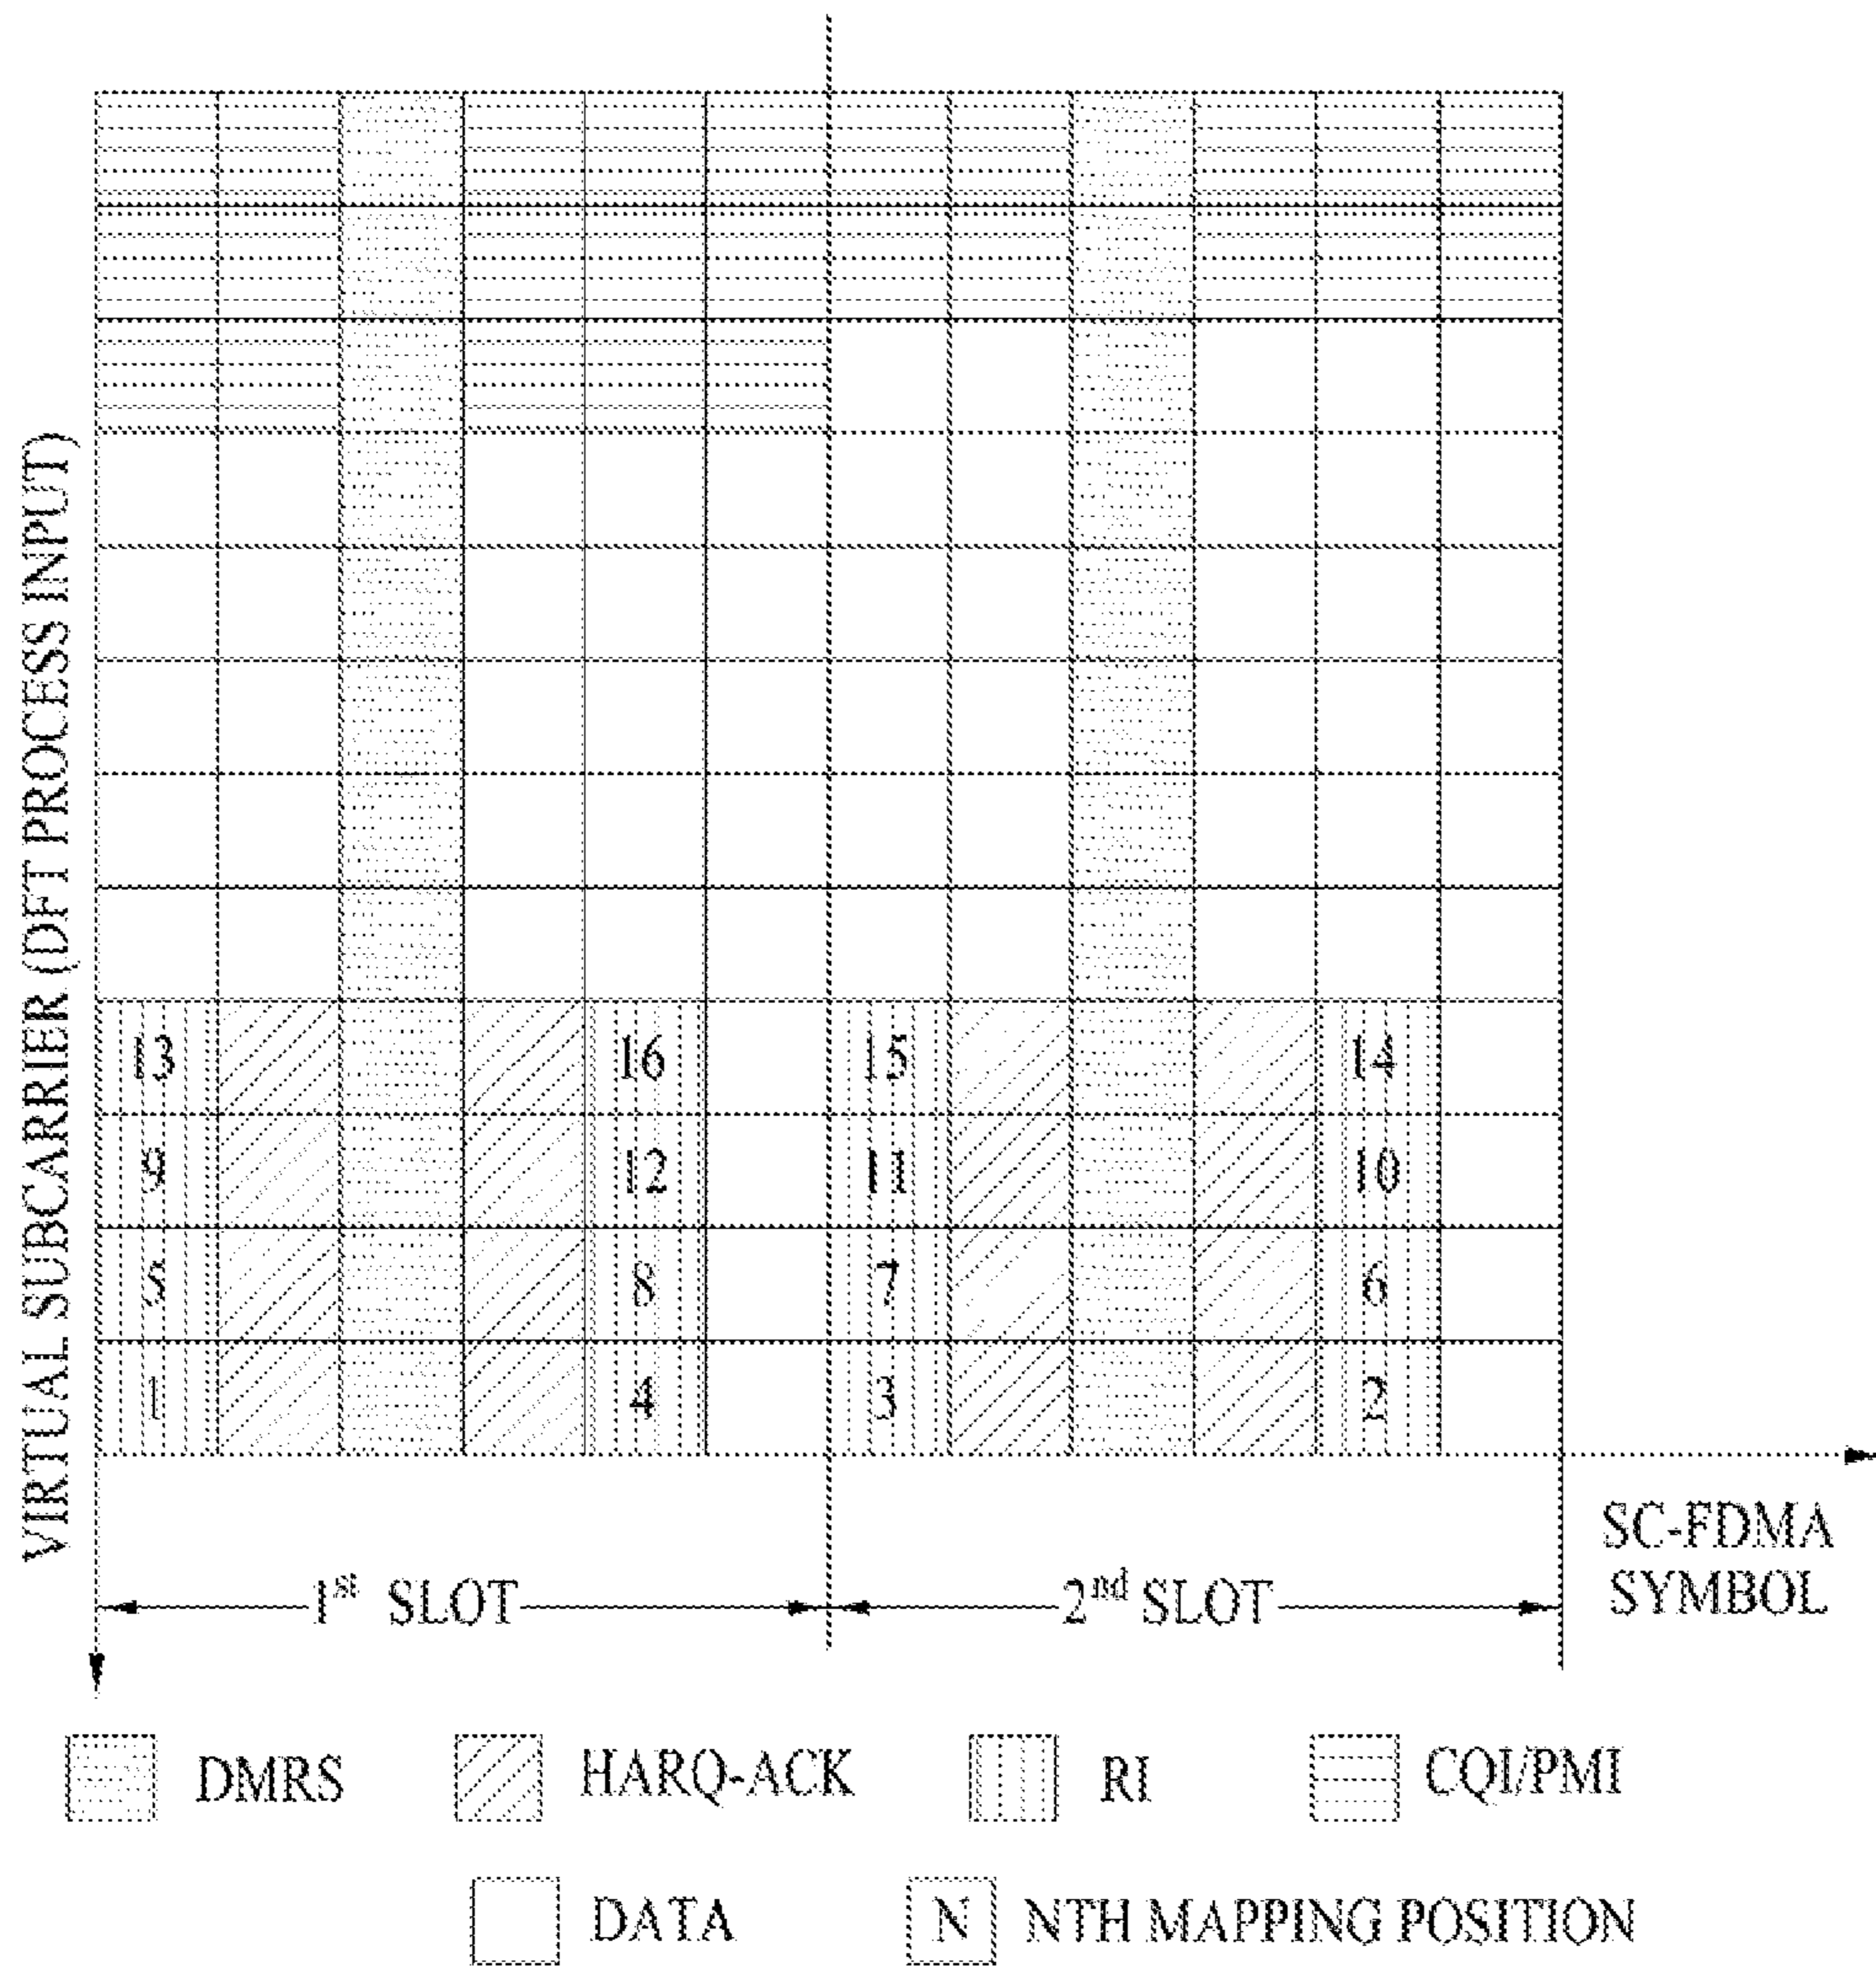 VIRTUAL SUBCARRIER (DFT PROCESS INPUT)
13 16 15 14
9 12 11 10
5 8 7 6
1 4 3 2
SC-FDMA
SYMBOL
1st SLOT 2nd SLOT
DMRS HARQ-ACK RI CQI/PMI
DATA N NTH MAPPING POSITION